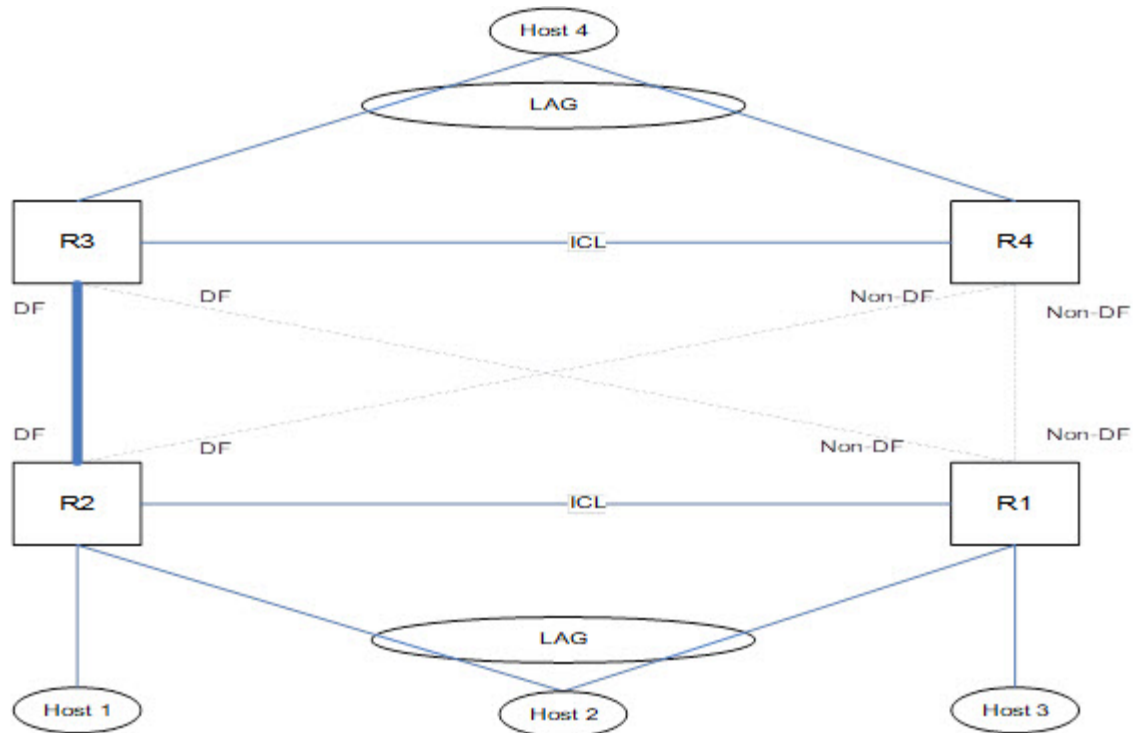 Host 4
LAG
R3
ICL
R4
DF
DF
Non-DF
Non-DF
DF
DF
Non-DF
Non-DF
R2
ICL
R1
LAG
Host 1
Host 2
Host 3